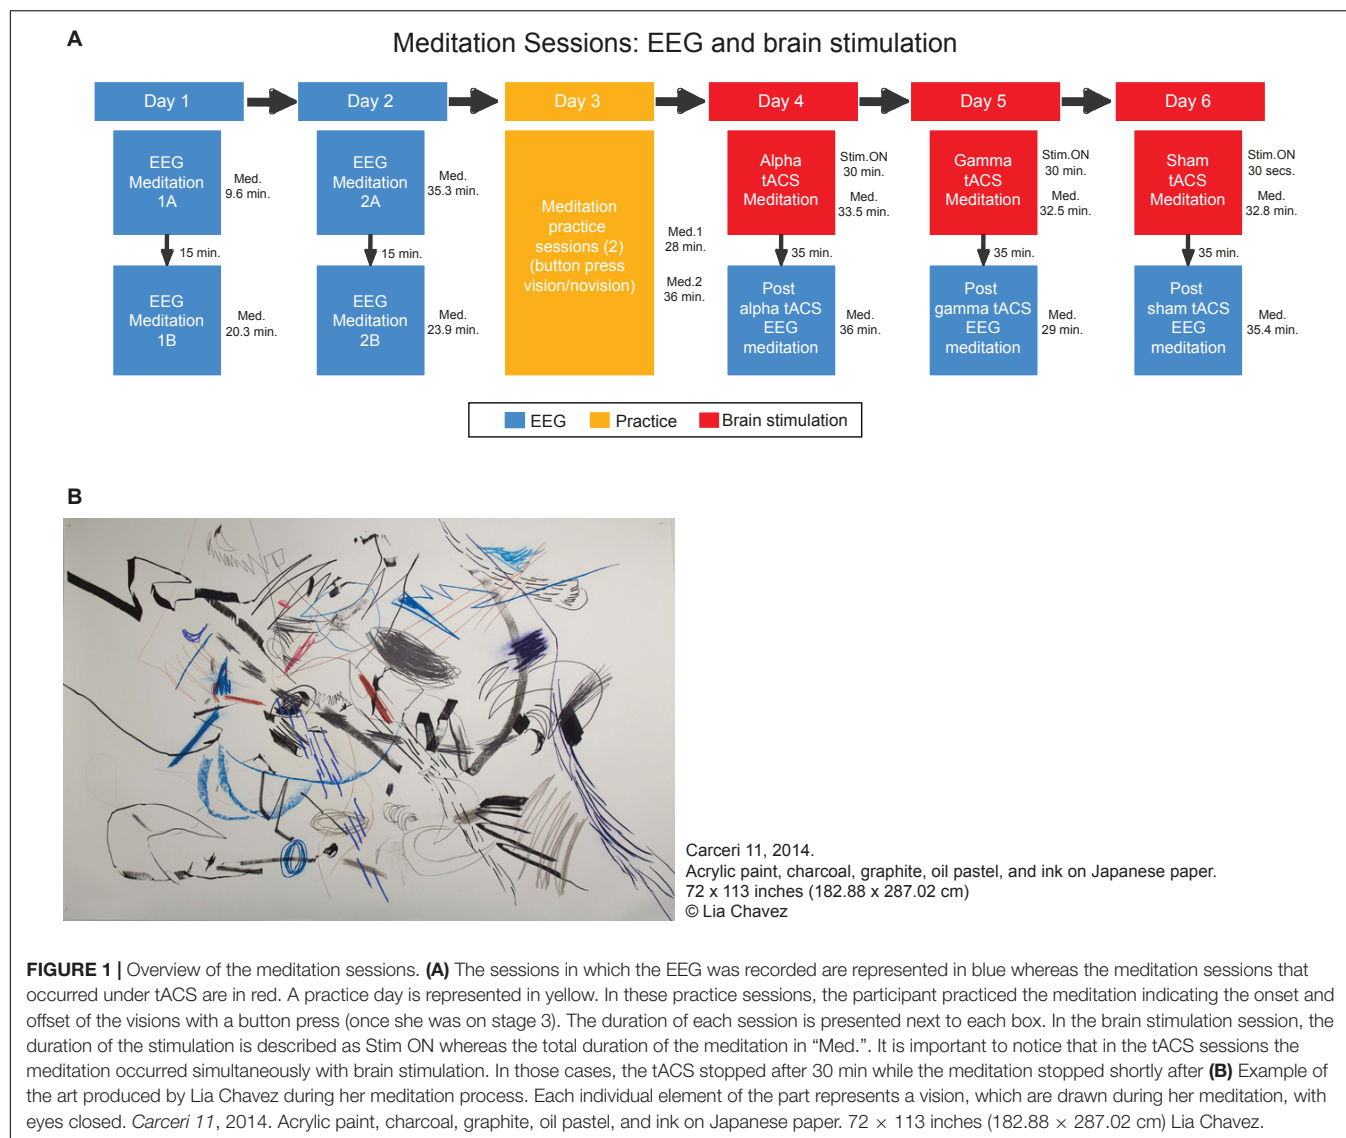 A
Meditation Sessions: EEG and brain stimulation
Day 1
Day 2
Day 3
Day 4
Day 5
Day 6
EEG
Meditation
1A
Med.
9.6 min.
15 min.
EEG
Meditation
1B
Med.
20.3 min.
EEG
Meditation
2A
Med.
35.3 min.
15 min.
EEG
Meditation
2B
Med.
23.9 min.
Meditation
practice
sessions (2)
(button press
vision/novision)
Med.1
28 min.
Med.2
36 min.
Alpha
tACS
Meditation
Stim.ON
30 min.
Med.
33.5 min.
35 min.
Post
alpha tACS
EEG
meditation
Med.
36 min.
Gamma
tACS
Meditation
Stim.ON
30 min.
Med.
32.5 min.
35 min.
Post
gamma tACS
EEG
meditation
Med.
29 min.
Sham
tACS
Meditation
Stim.ON
30 secs.
Med.
32.8 min.
35 min.
Post
sham tACS
EEG
meditation
Med.
35.4 min.
EEG
Practice
Brain stimulation
B
Carceri 11, 2014.
Acrylic paint, charcoal, graphite, oil pastel, and ink on Japanese paper.
72 x 113 inches (182.88 x 287.02 cm)
© Lia Chavez
FIGURE 1 | Overview of the meditation sessions. (A) The sessions in which the EEG was recorded are represented in blue whereas the meditation sessions that
occurred under tACS are in red. A practice day is represented in yellow. In these practice sessions, the participant practiced the meditation indicating the onset and
offset of the visions with a button press (once she was on stage 3). The duration of each session is presented next to each box. In the brain stimulation session, the
duration of the stimulation is described as Stim ON whereas the total duration of the meditation in “Med.”. It is important to notice that in the tACS sessions the
meditation occurred simultaneously with brain stimulation. In those cases, the tACS stopped after 30 min while the meditation stopped shortly after (B) Example of
the art produced by Lia Chavez during her meditation process. Each individual element of the part represents a vision, which are drawn during her meditation, with
eyes closed. Carceri 11, 2014. Acrylic paint, charcoal, graphite, oil pastel, and ink on Japanese paper. 72 × 113 inches (182.88 × 287.02 cm) Lia Chavez.